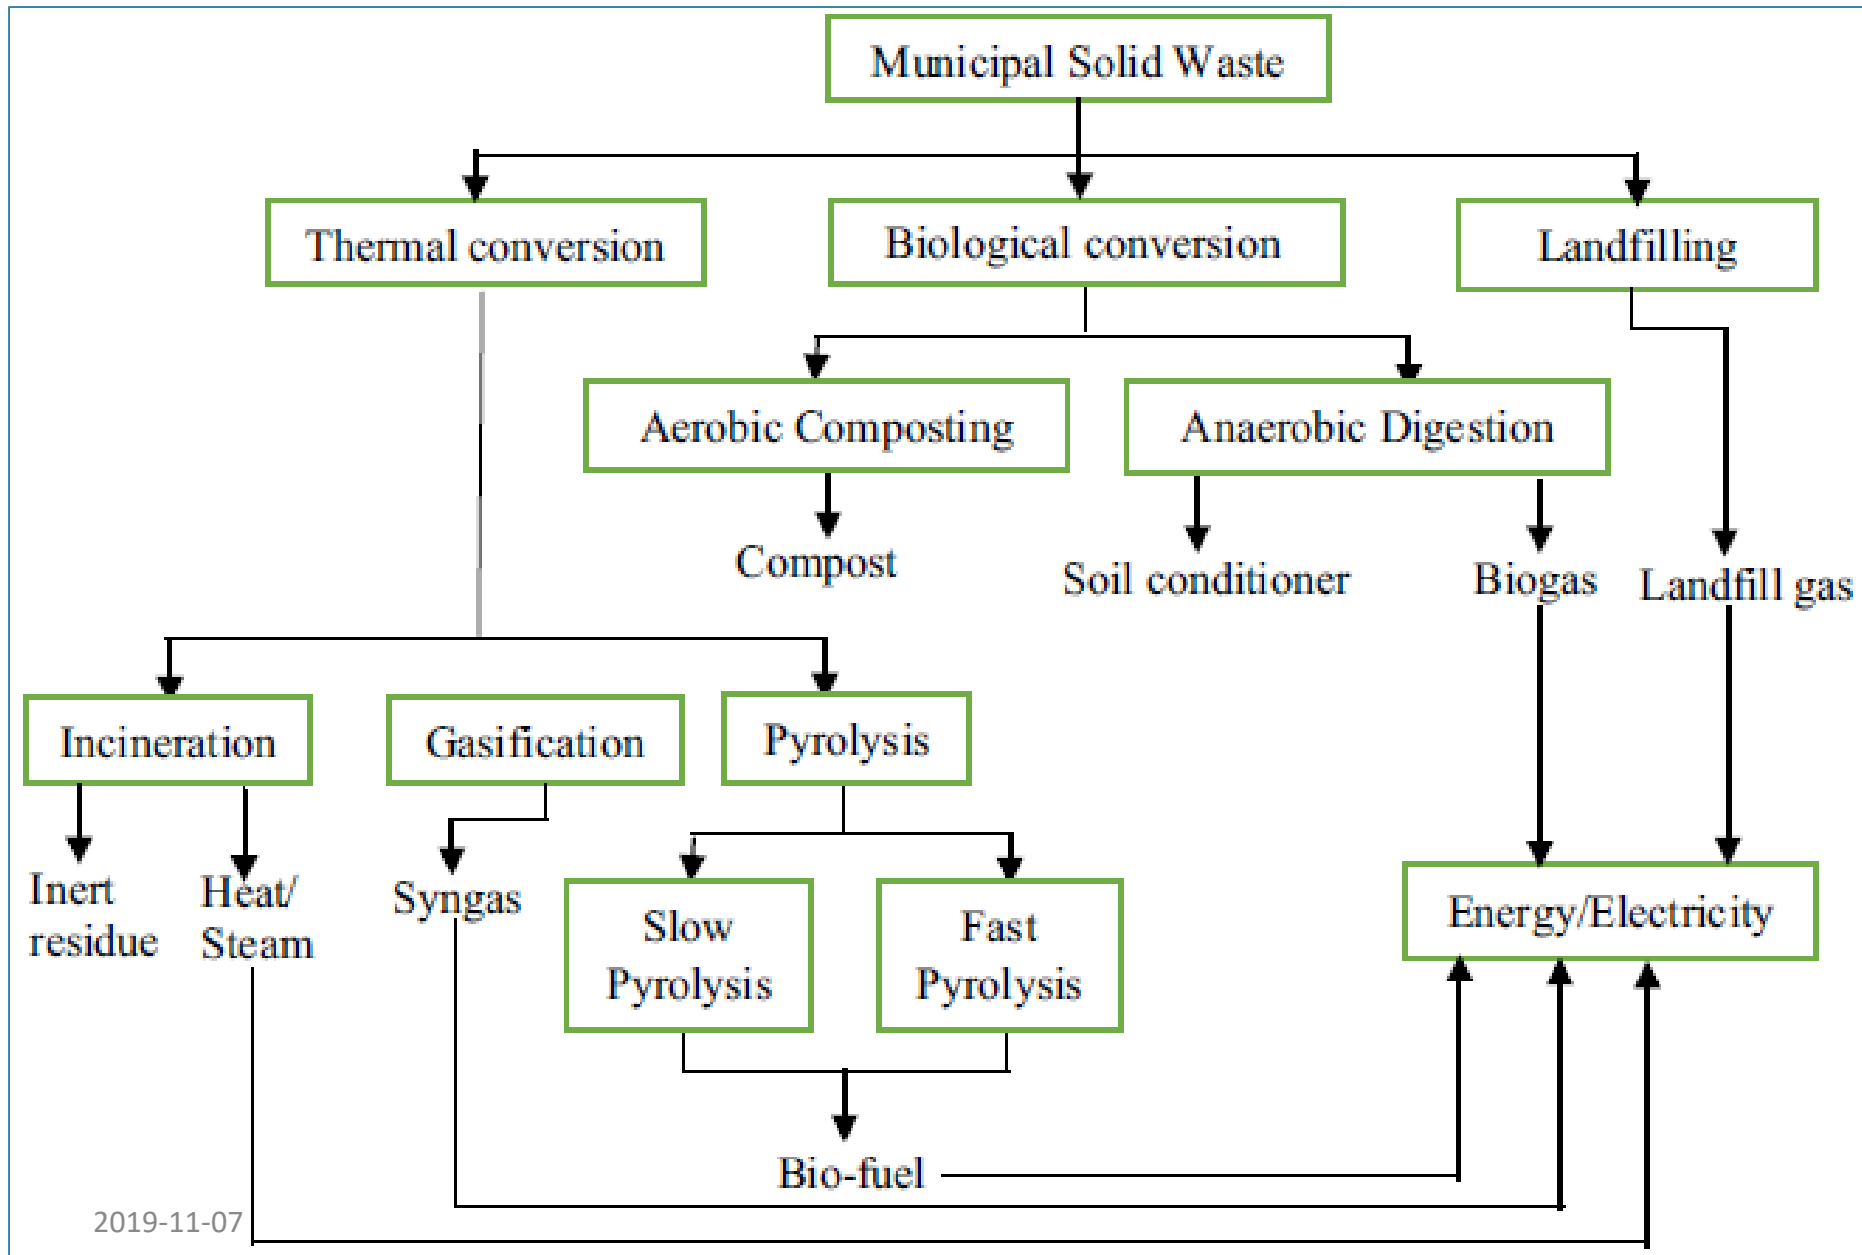 Municipal Solid Waste
Thermal conversion
Biological conversion
Landfilling
Aerobic Composting
Anaerobic Digestion
Compost
Soil conditioner
Biogas
Landfill gas
Incineration
Gasification
Pyrolysis
Inert
residue
Heat/
Steam
Syngas
Slow
Pyrolysis
Fast
Pyrolysis
Energy/Electricity
Bio-fuel
2019-11-07